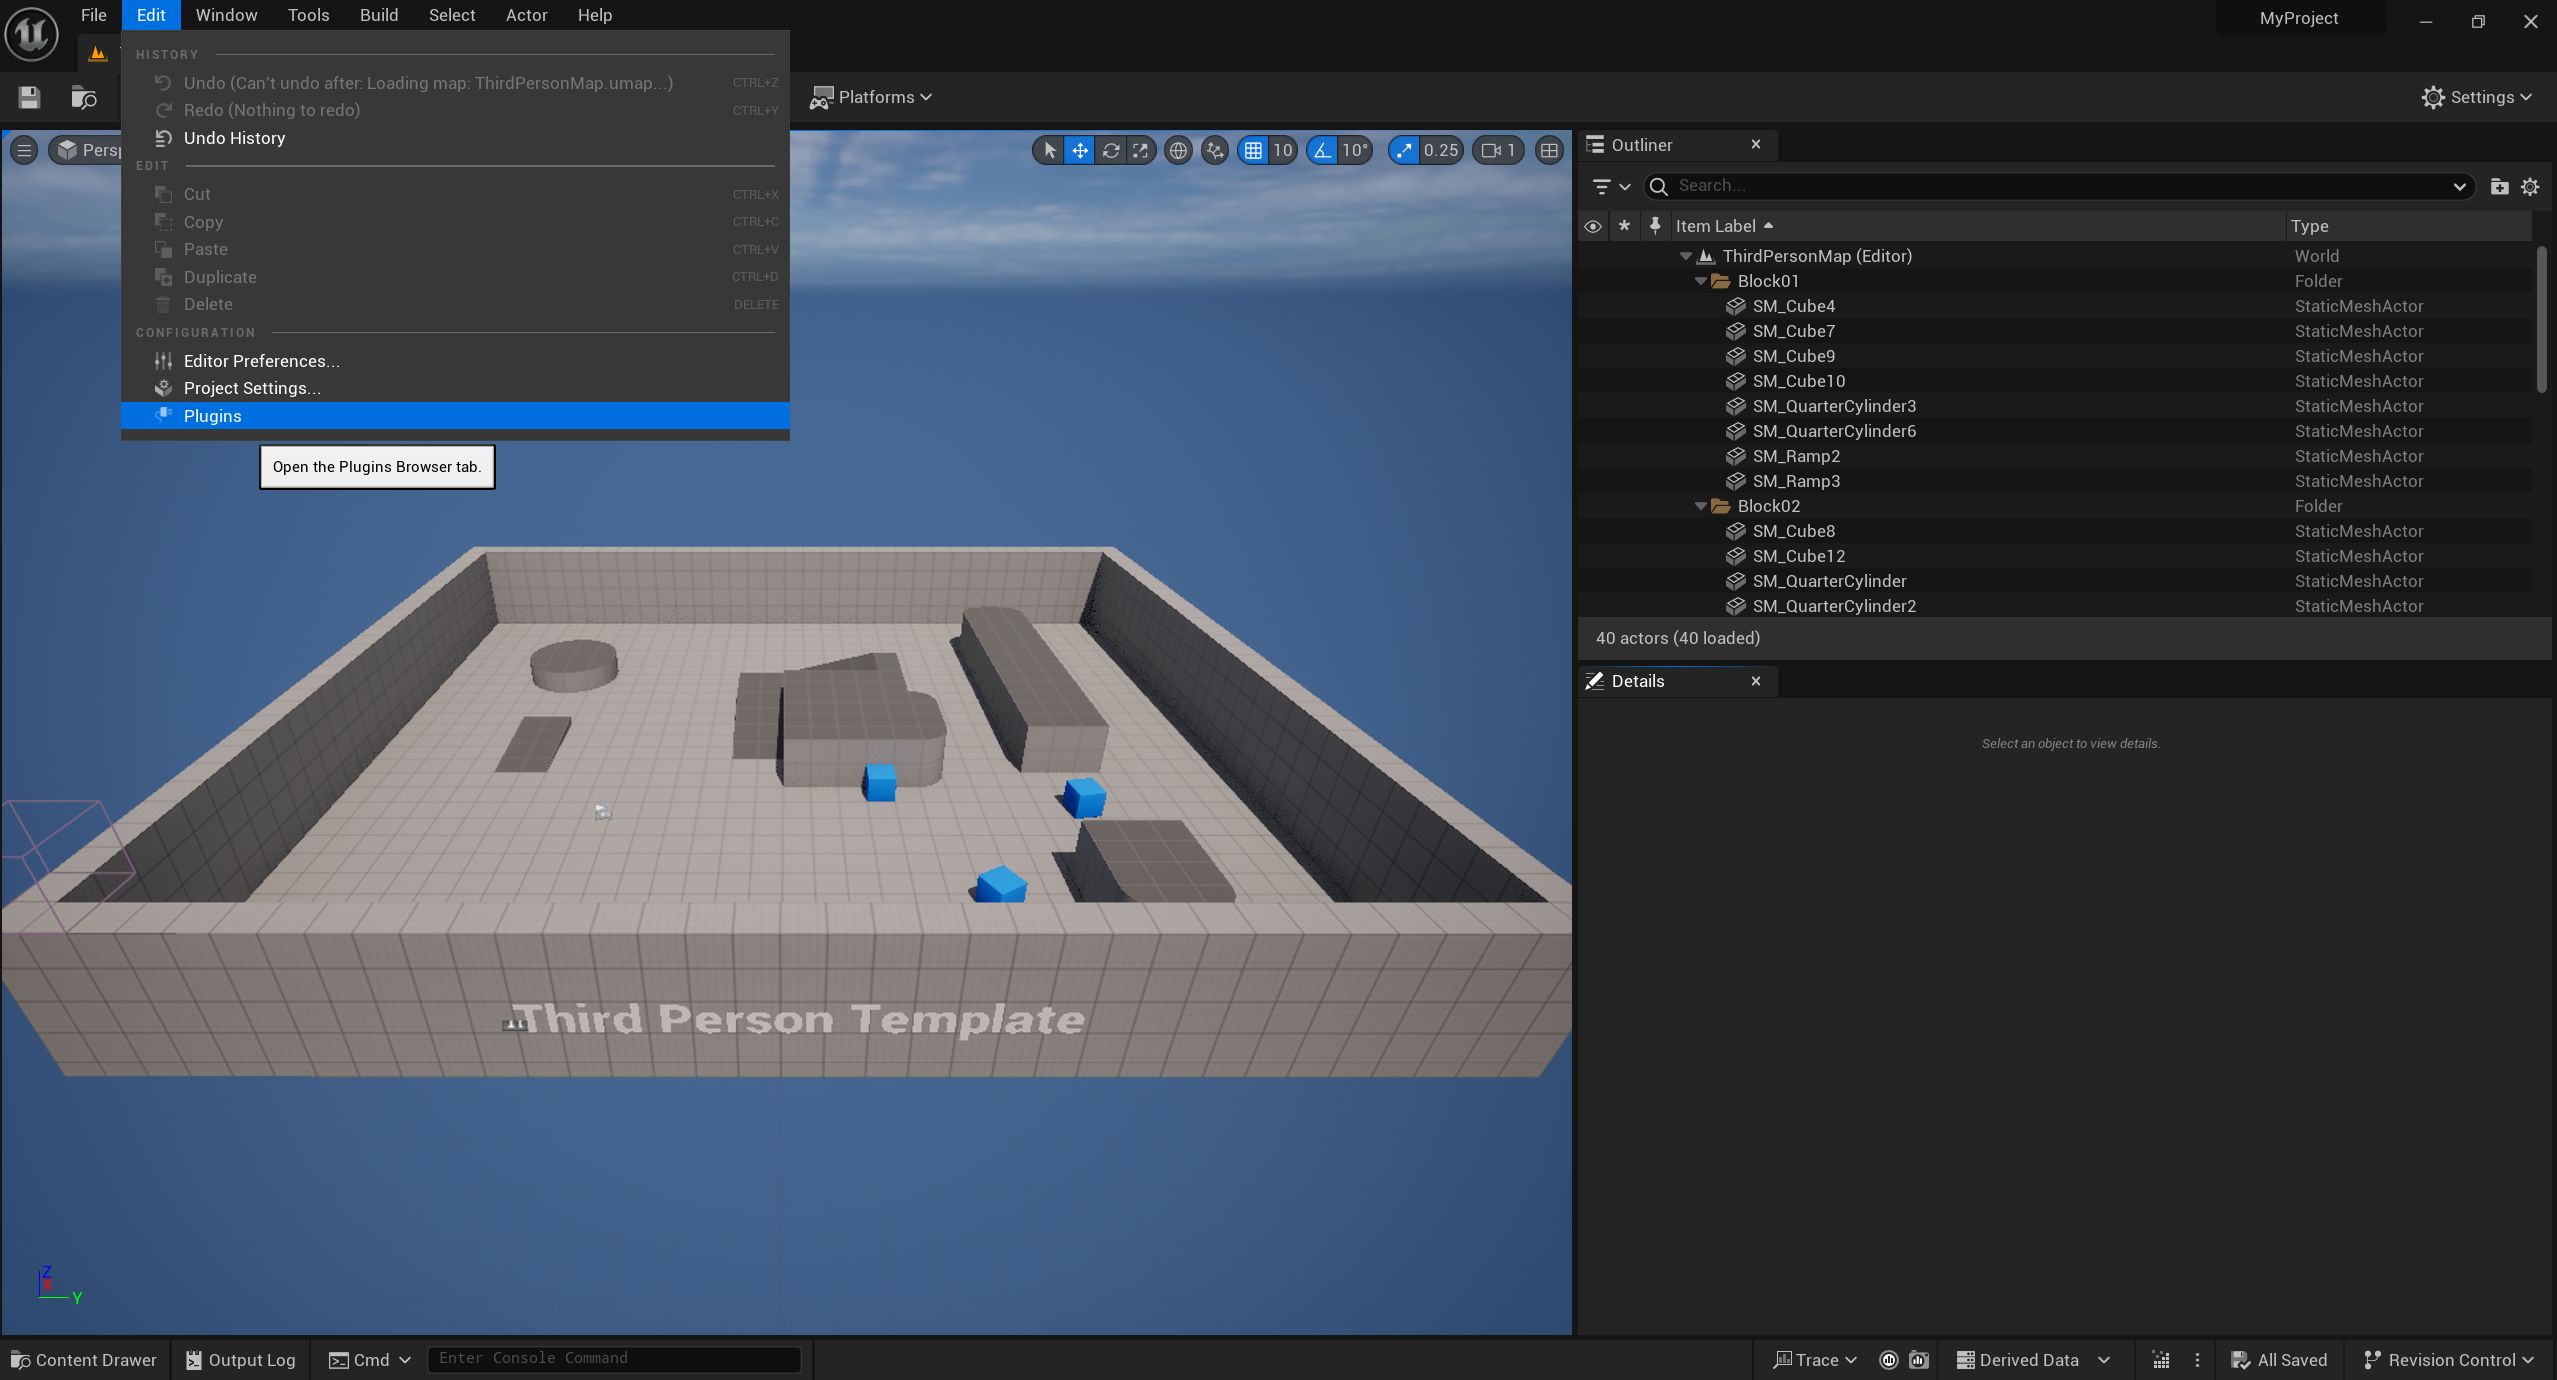 File Edit Window Tools Build Select Actor Help
MyProject
HISTORY
Undo (Can't undo after: Loading map: ThirdPersonMap.umap...) CTRL+Z
Redo (Nothing to redo) CTRL+Y
Undo History
EDIT
Cut CTRL+X
Copy CTRL+C
Paste CTRL+V
Duplicate CTRL+D
Delete DELETE
CONFIGURATION
Editor Preferences...
Project Settings...
Plugins
Open the Plugins Browser tab.
Platforms
Settings
10 10° 0.25 1
Third Person Template
Z
X
Y
Outliner
Search...
Item Label Type
ThirdPersonMap (Editor) World
Block01 Folder
SM_Cube4 StaticMeshActor
SM_Cube7 StaticMeshActor
SM_Cube9 StaticMeshActor
SM_Cube10 StaticMeshActor
SM_QuarterCylinder3 StaticMeshActor
SM_QuarterCylinder6 StaticMeshActor
SM_Ramp2 StaticMeshActor
SM_Ramp3 StaticMeshActor
Block02 Folder
SM_Cube8 StaticMeshActor
SM_Cube12 StaticMeshActor
SM_QuarterCylinder StaticMeshActor
SM_QuarterCylinder2 StaticMeshActor
40 actors (40 loaded)
Details
Select an object to view details.
Content Drawer Output Log Cmd Enter Console Command Trace Derived Data All Saved Revision Control